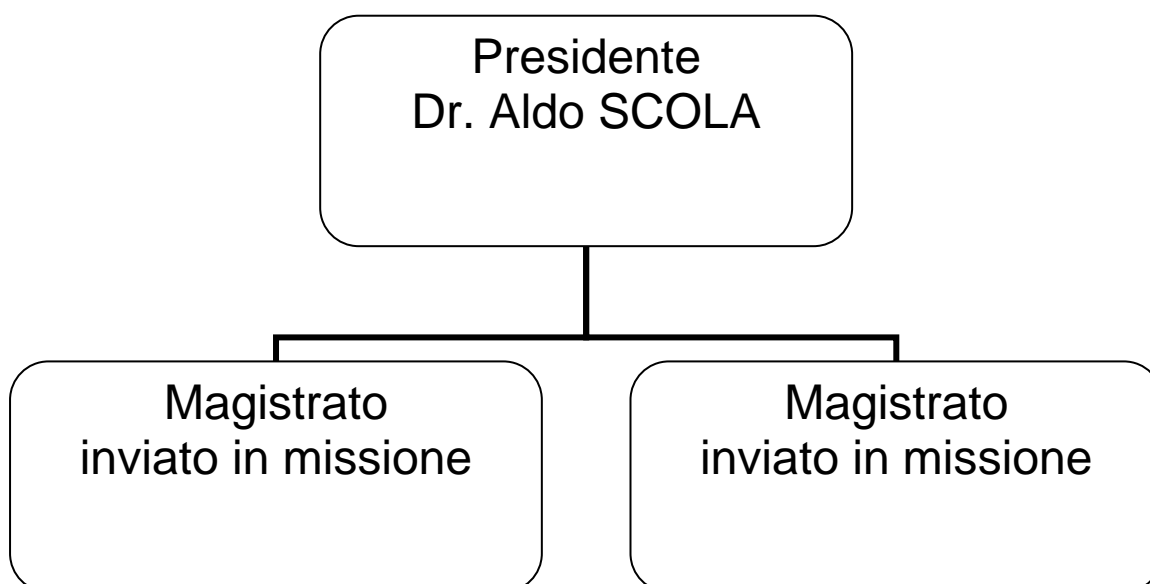 Presidente
Dr. Aldo SCOLA
Magistrato
inviato in missione
Magistrato
inviato in missione